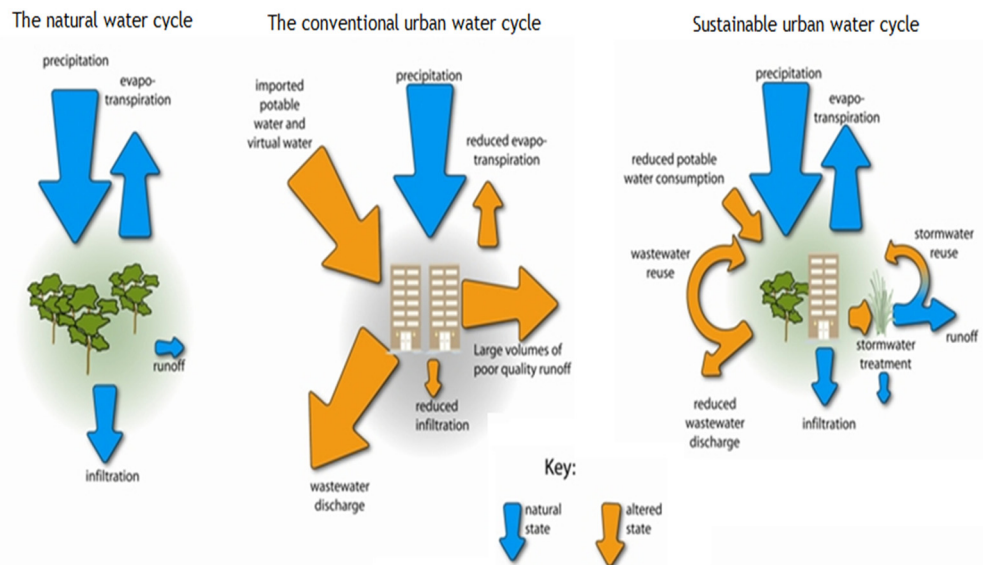 The natural water cycle
precipitation
evapo-
transpiration
runoff
infiltration
The conventional urban water cycle
imported
potable
water and
virtual water
precipitation
reduced evapo-
transpiration
Large volumes of
poor quality runoff
reduced
infiltration
wastewater
discharge
Sustainable urban water cycle
precipitation
evapo-
transpiration
reduced potable
water consumption
wastewater
reuse
stormwater
reuse
runoff
stormwater
treatment
infiltration
reduced
wastewater
discharge
Key:
natural
state
altered
state